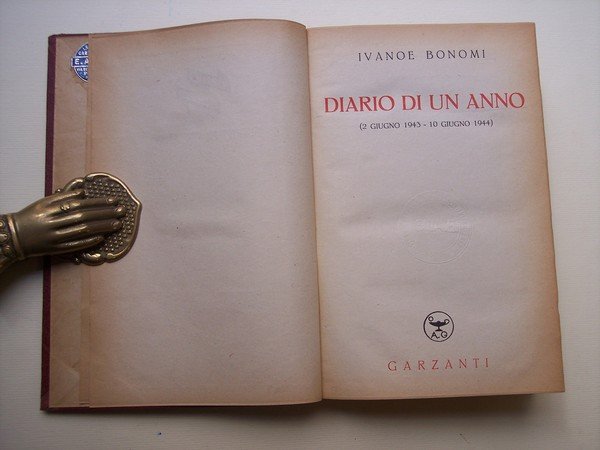 IVANOE BONOMI
DIARIO DI UN ANNO
(2 GIUGNO 1943 - 10 GIUGNO 1944)
A. G
GARZANTI